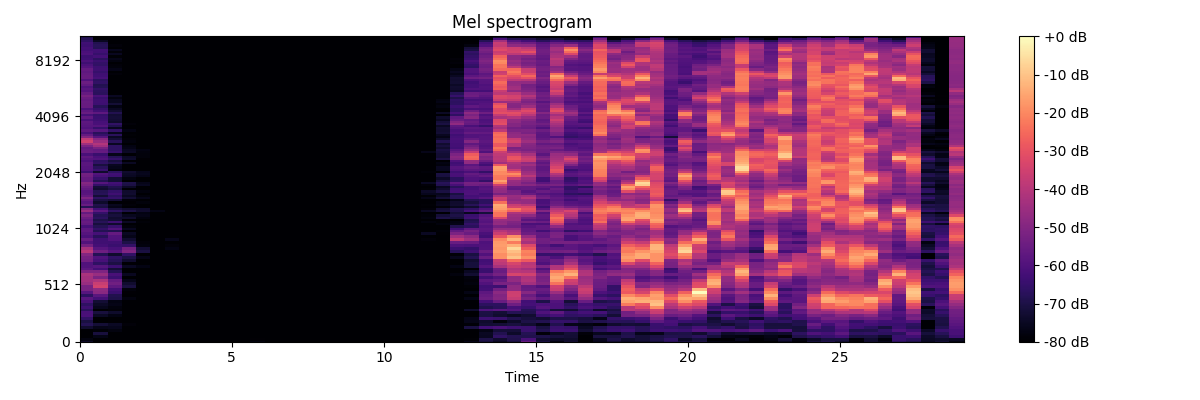 Mel spectrogram
8192
4096
2048
1024
512
0
Hz
0 5 10 15 20 25
Time
+0 dB
-10 dB
-20 dB
-30 dB
-40 dB
-50 dB
-60 dB
-70 dB
-80 dB